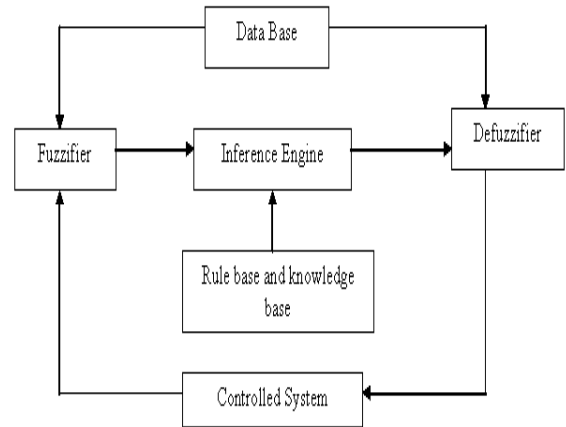 Data Base
Fuzzifier
Inference Engine
Defuzzifier
Rule base and knowledge
base
Controlled System